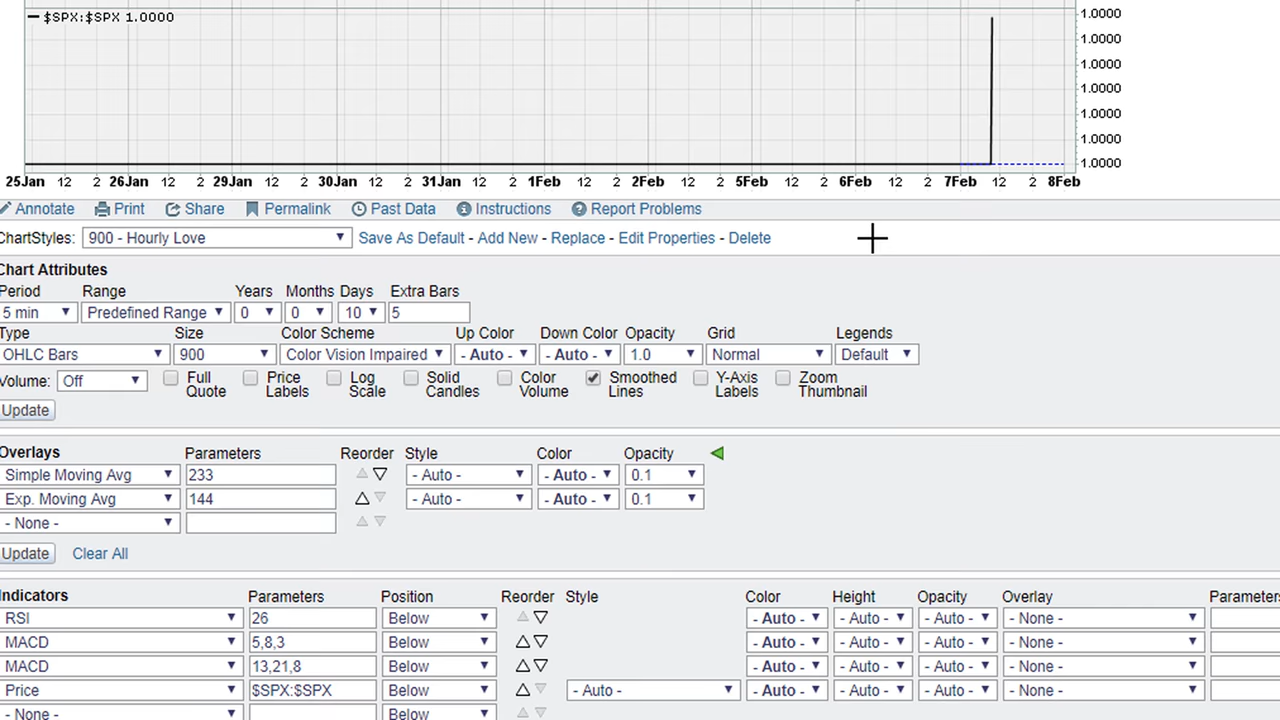 $SPX:$SPX 1.0000
1.0000
1.0000
1.0000
1.0000
1.0000
1.0000
1.0000
25Jan 12 2 26Jan 12 2 29Jan 12 2 30Jan 12 2 31Jan 12 2 1Feb 12 2 2Feb 12 2 5Feb 12 2 6Feb 12 2 7Feb 12 2 8Feb
Annotate Print Share Permalink Past Data Instructions Report Problems
ChartStyles: 900 - Hourly Love Save As Default - Add New - Replace - Edit Properties - Delete
Chart Attributes
Period Range Years Months Days Extra Bars
5 min Predefined Range 0 0 10 5
Type Size Color Scheme Up Color Down Color Opacity Grid Legends
OHLC Bars 900 Color Vision Impaired - Auto - - Auto - 1.0 Normal Default
Volume: Off Full Quote Price Labels Log Scale Solid Candles Color Volume Smoothed Lines Y-Axis Labels Zoom Thumbnail
Update
Overlays Parameters Reorder Style Color Opacity
Simple Moving Avg 233 - Auto - - Auto - 0.1
Exp. Moving Avg 144 - Auto - - Auto - 0.1
- None -
Update Clear All
Indicators Parameters Position Reorder Style Color Height Opacity Overlay Parameters
RSI 26 Below - Auto - - Auto - - Auto - - None -
MACD 5,8,3 Below - Auto - - Auto - - Auto - - None -
MACD 13,21,8 Below - Auto - - Auto - - Auto - - None -
Price $SPX:$SPX Below - Auto - - Auto - - Auto - - Auto - - None -
- None - Below - Auto - - Auto - - Auto - - None -